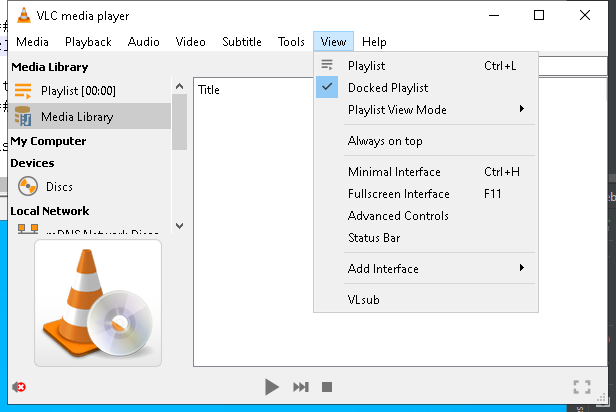 VLC media player
Media Playback Audio Video Subtitle Tools View Help
Media Library
Playlist [00:00]
Media Library
My Computer
Devices
Discs
Local Network
mDNS Network Disco
Title
Playlist Ctrl+L
Docked Playlist
Playlist View Mode
Always on top
Minimal Interface Ctrl+H
Fullscreen Interface F11
Advanced Controls
Status Bar
Add Interface
VLsub